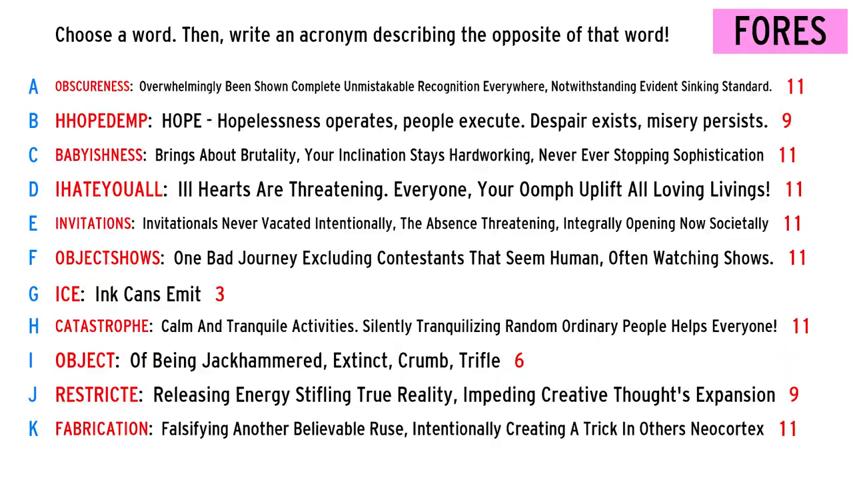 Choose a word. Then, write an acronym describing the opposite of that word!
FORES
A OBSCURENESS: Overwhelmingly Been Shown Complete Unmistakable Recognition Everywhere, Notwithstanding Evident Sinking Standard. 11
B HHOPEDEMP: HOPE - Hopelessness operates, people execute. Despair exists, misery persists. 9
C BABYISHNESS: Brings About Brutality, Your Inclination Stays Hardworking, Never Ever Stopping Sophistication 11
D IHATEYOUALL: Ill Hearts Are Threatening. Everyone, Your Oomph Uplift All Loving Livings! 11
E INVITATIONS: Invitationals Never Vacated Intentionally, The Absence Threatening, Integrally Opening Now Societally 11
F OBJECTSHOWS: One Bad Journey Excluding Contestants That Seem Human, Often Watching Shows. 11
G ICE: Ink Cans Emit 3
H CATASTROPHE: Calm And Tranquile Activities. Silently Tranquilizing Random Ordinary People Helps Everyone! 11
I OBJECT: Of Being Jackhammered, Extinct, Crumb, Trifle 6
J RESTRICTE: Releasing Energy Stifling True Reality, Impeding Creative Thought's Expansion 9
K FABRICATION: Falsifying Another Believable Ruse, Intentionally Creating A Trick In Others Neocortex 11